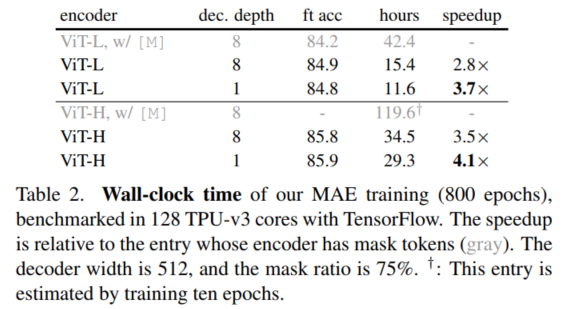 encoder dec. depth ft acc hours speedup
ViT-L, w/ [M] 8 84.2 42.4 -
ViT-L 8 84.9 15.4 2.8×
ViT-L 1 84.8 11.6 3.7×
ViT-H, w/ [M] 8 - 119.6† -
ViT-H 8 85.8 34.5 3.5×
ViT-H 1 85.9 29.3 4.1×
Table 2. Wall-clock time of our MAE training (800 epochs),
benchmarked in 128 TPU-v3 cores with TensorFlow. The speedup
is relative to the entry whose encoder has mask tokens (gray). The
decoder width is 512, and the mask ratio is 75%. †: This entry is
estimated by training ten epochs.